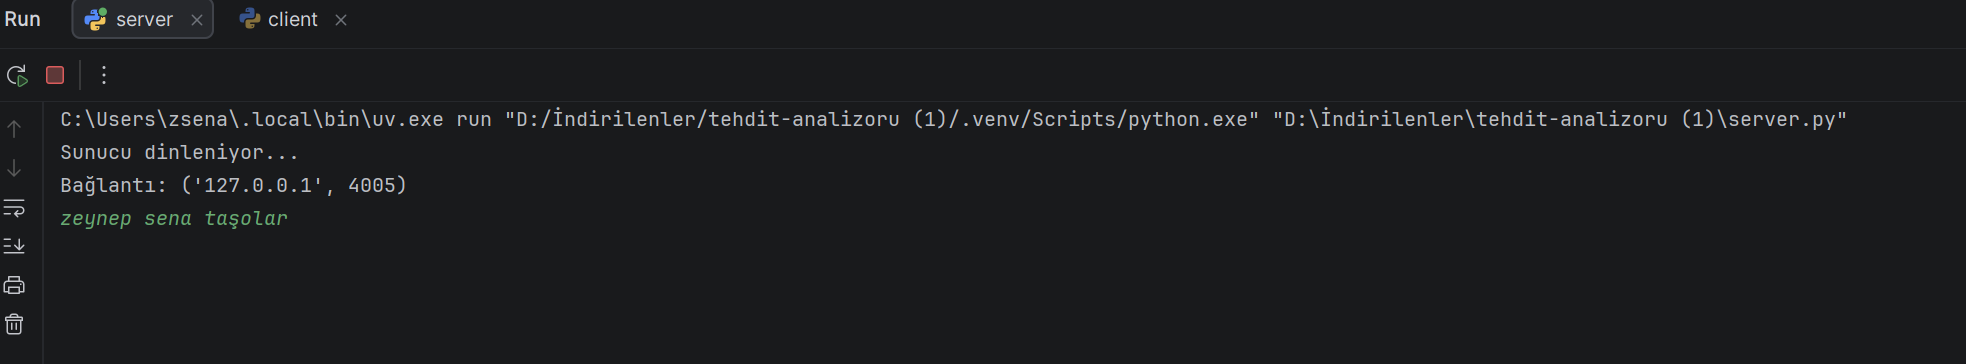 Run server client
C:\Users\zsena\.local\bin\uv.exe run "D:/İndirilenler/tehdit-analizoru (1)/.venv/Scripts/python.exe" "D:\İndirilenler\tehdit-analizoru (1)\server.py"
Sunucu dinleniyor...
Bağlantı: ('127.0.0.1', 4005)
zeynep sena taşolar